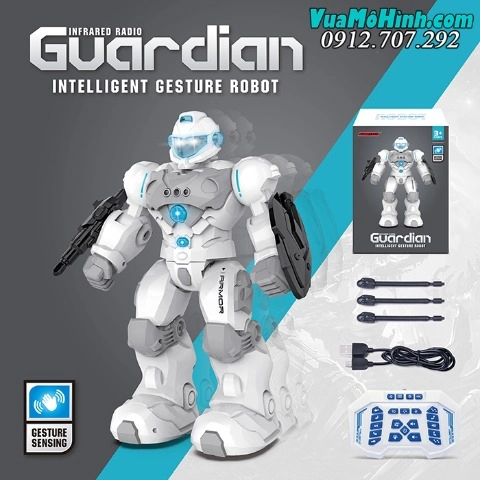 VuaMôHình.com
0912.707.292
INFRARED RADIO
Guardian
INTELLIGENT GESTURE ROBOT
3+
Guardian
INTELLIGENT GESTURE ROBOT
ARMOR
GESTURE
SENSING